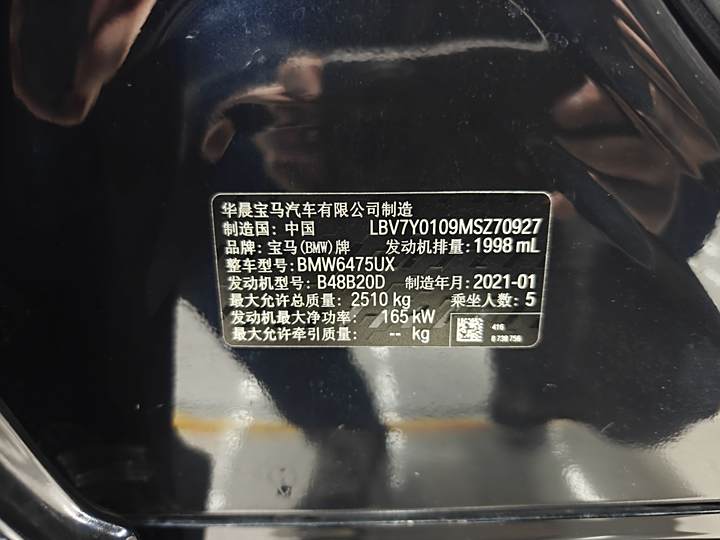 华晨宝马汽车有限公司制造
制造国: 中国 LBV7Y0109MSZ70927
品牌: 宝马(BMW)牌 发动机排量: 1998 mL
整车型号: BMW6475UX
发动机型号: B48B20D 制造年月: 2021-01
最大允许总质量: 2510 kg 乘坐人数: 5
发动机最大净功率: 165 kW
最大允许牵引质量: -- kg
416
8 738 756